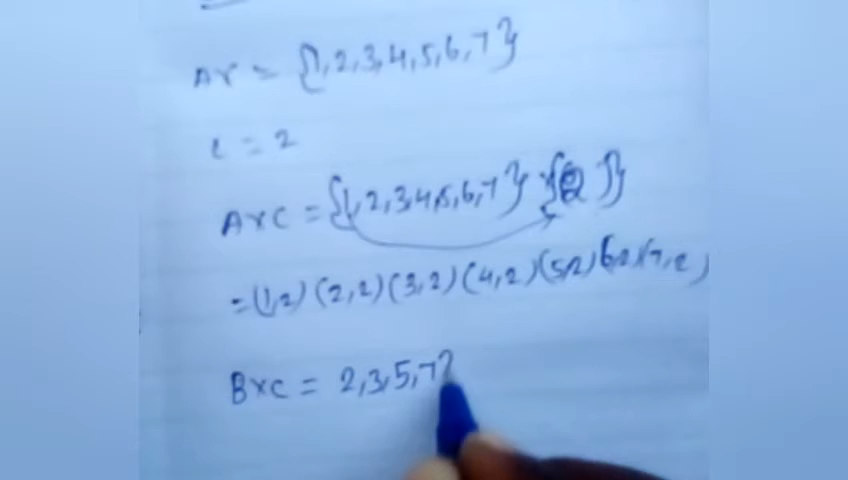 Ar = {1,2,3,4,5,6,7}
C = 2
A×C = {1,2,3,4,5,6,7} × {2}
= (1,2) (2,2) (3,2) (4,2) (5,2) (6,2) (7,2)
B×C = 2,3,5,7}